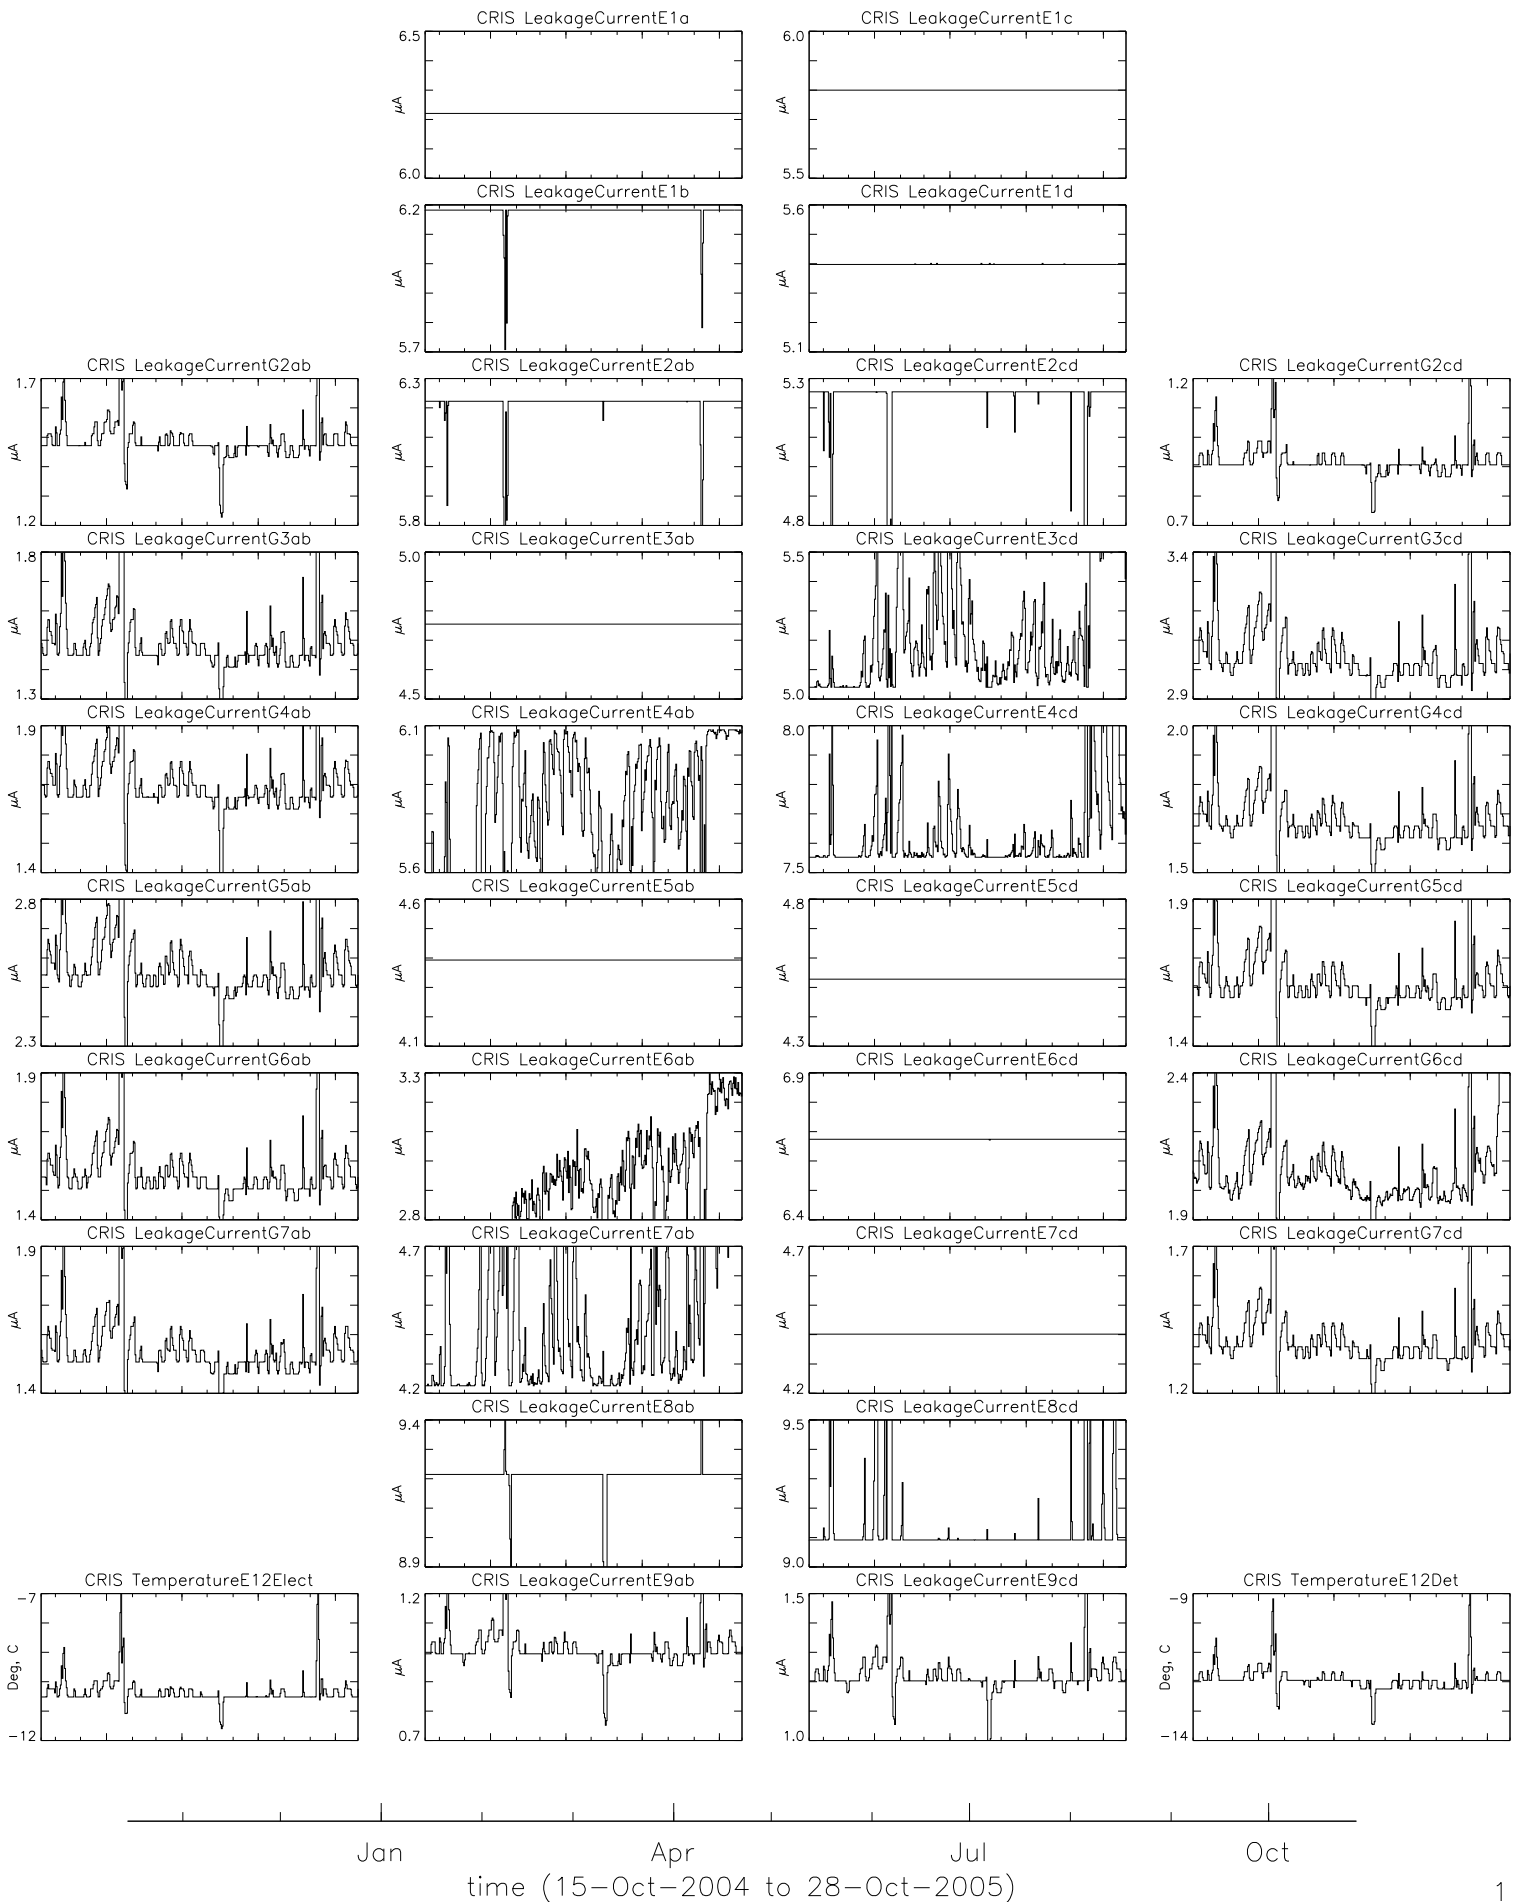 CRIS LeakageCurrentE1a CRIS LeakageCurrentE1c
6.5 6.0
μA μA
6.0 5.5
CRIS LeakageCurrentE1b CRIS LeakageCurrentE1d
6.2 5.6
μA μA
5.7 5.1
CRIS LeakageCurrentG2ab CRIS LeakageCurrentE2ab CRIS LeakageCurrentE2cd CRIS LeakageCurrentG2cd
1.7 6.3 5.3 1.2
μA μA μA μA
1.2 5.8 4.8 0.7
CRIS LeakageCurrentG3ab CRIS LeakageCurrentE3ab CRIS LeakageCurrentE3cd CRIS LeakageCurrentG3cd
1.8 5.0 5.5 3.4
μA μA μA μA
1.3 4.5 5.0 2.9
CRIS LeakageCurrentG4ab CRIS LeakageCurrentE4ab CRIS LeakageCurrentE4cd CRIS LeakageCurrentG4cd
1.9 6.1 8.0 2.0
μA μA μA μA
1.4 5.6 7.5 1.5
CRIS LeakageCurrentG5ab CRIS LeakageCurrentE5ab CRIS LeakageCurrentE5cd CRIS LeakageCurrentG5cd
2.8 4.6 4.8 1.9
μA μA μA μA
2.3 4.1 4.3 1.4
CRIS LeakageCurrentG6ab CRIS LeakageCurrentE6ab CRIS LeakageCurrentE6cd CRIS LeakageCurrentG6cd
1.9 3.3 6.9 2.4
μA μA μA μA
1.4 2.8 6.4 1.9
CRIS LeakageCurrentG7ab CRIS LeakageCurrentE7ab CRIS LeakageCurrentE7cd CRIS LeakageCurrentG7cd
1.9 4.7 4.7 1.7
μA μA μA μA
1.4 4.2 4.2 1.2
CRIS LeakageCurrentE8ab CRIS LeakageCurrentE8cd
9.4 9.5
μA μA
8.9 9.0
CRIS TemperatureE12Elect CRIS LeakageCurrentE9ab CRIS LeakageCurrentE9cd CRIS TemperatureE12Det
−7 1.2 1.5 −9
Deg, C μA μA Deg, C
−12 0.7 1.0 −14
Jan Apr Jul Oct
time (15−Oct−2004 to 28−Oct−2005)
1